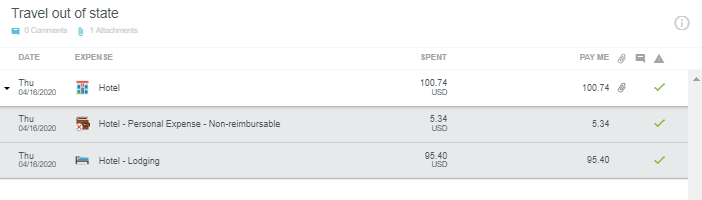 Travel out of state
0 Comments 1 Attachments
DATE EXPENSE SPENT PAY ME
Thu
04/16/2020 Hotel 100.74
USD 100.74
Thu
04/16/2020 Hotel - Personal Expense - Non-reimbursable 5.34
USD 5.34
Thu
04/16/2020 Hotel - Lodging 95.40
USD 95.40